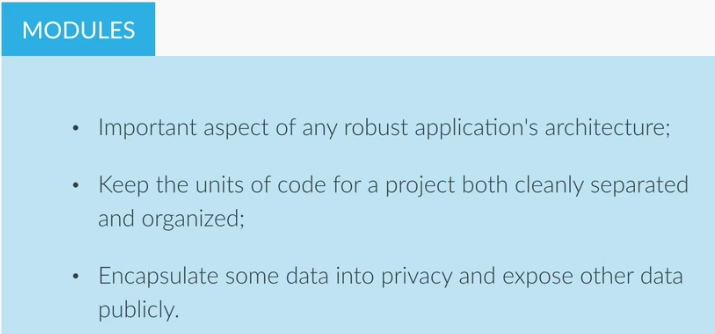 MODULES
• Important aspect of any robust application's architecture;
• Keep the units of code for a project both cleanly separated
and organized;
• Encapsulate some data into privacy and expose other data
publicly.